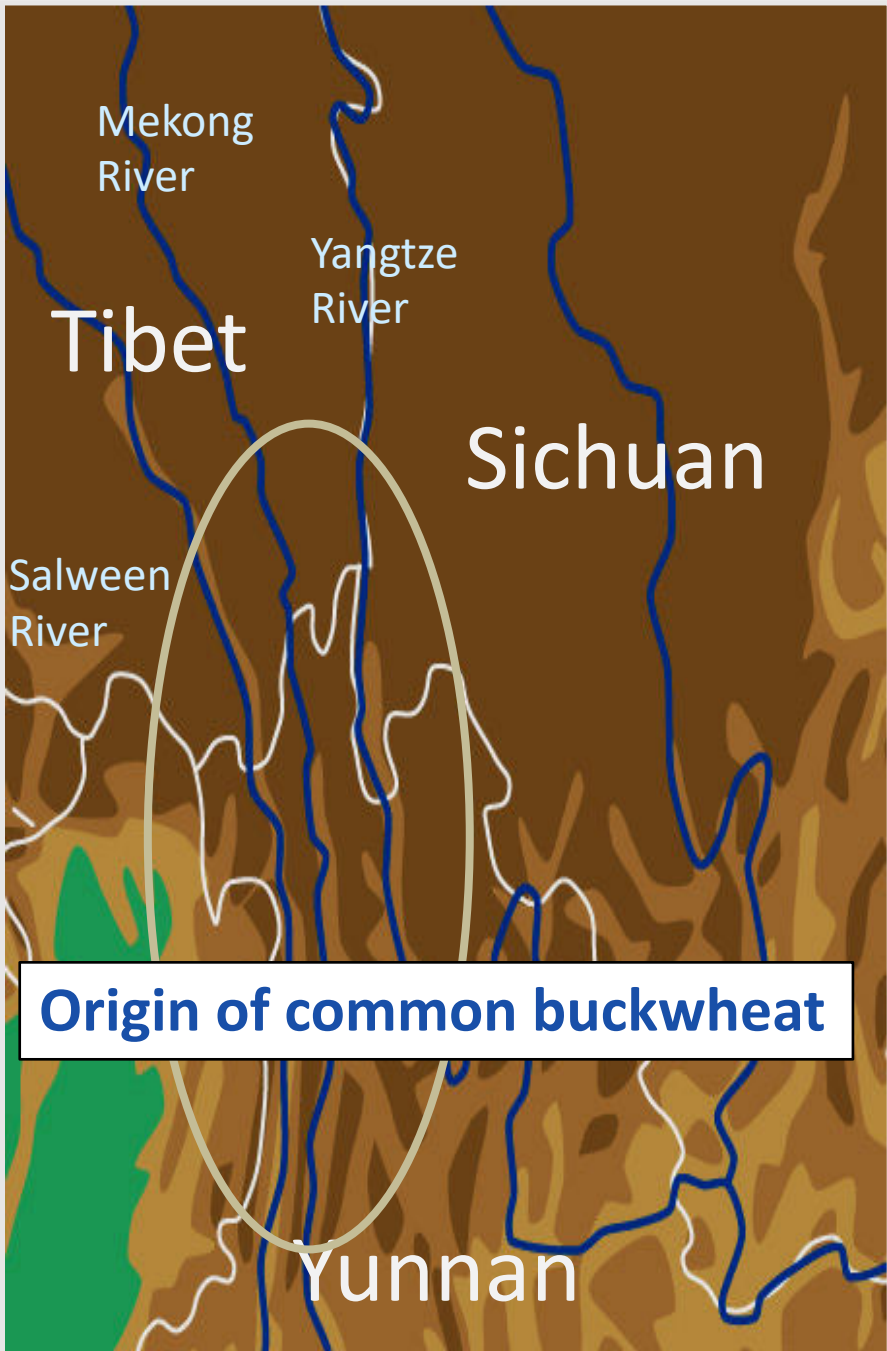 Mekong
River
Yangtze
River
Tibet
Sichuan
Salween
River
Origin of common buckwheat
Yunnan